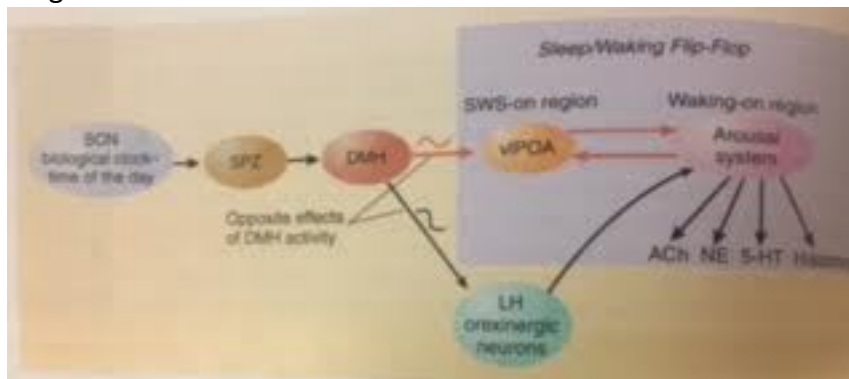 Sleep/Waking Flip-Flop
SWS-on region
Waking-on region
SCN
biological clock-
time of the day
SPZ
DMH
vlPOA
Arousal
system
Opposite effects
of DMH activity
ACh NE 5-HT
LH
orexinergic
neurons